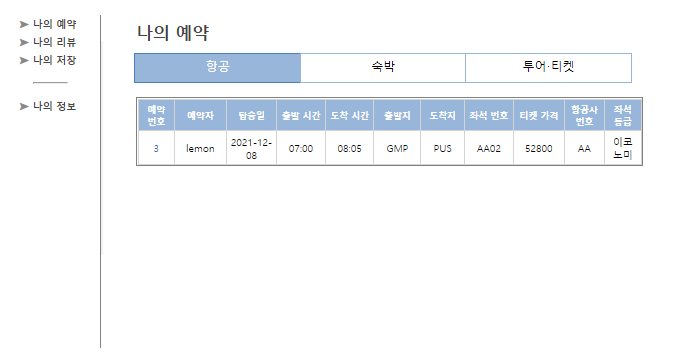 나의 예약
나의 리뷰
나의 저장
나의 정보
나의 예약
항공 숙박 투어·티켓
예약 번호 예약자 탑승일 출발 시간 도착 시간 출발지 도착지 좌석 번호 티켓 가격 항공사 번호 좌석 등급
3 lemon 2021-12-08 07:00 08:05 GMP PUS AA02 52800 AA 이코노미